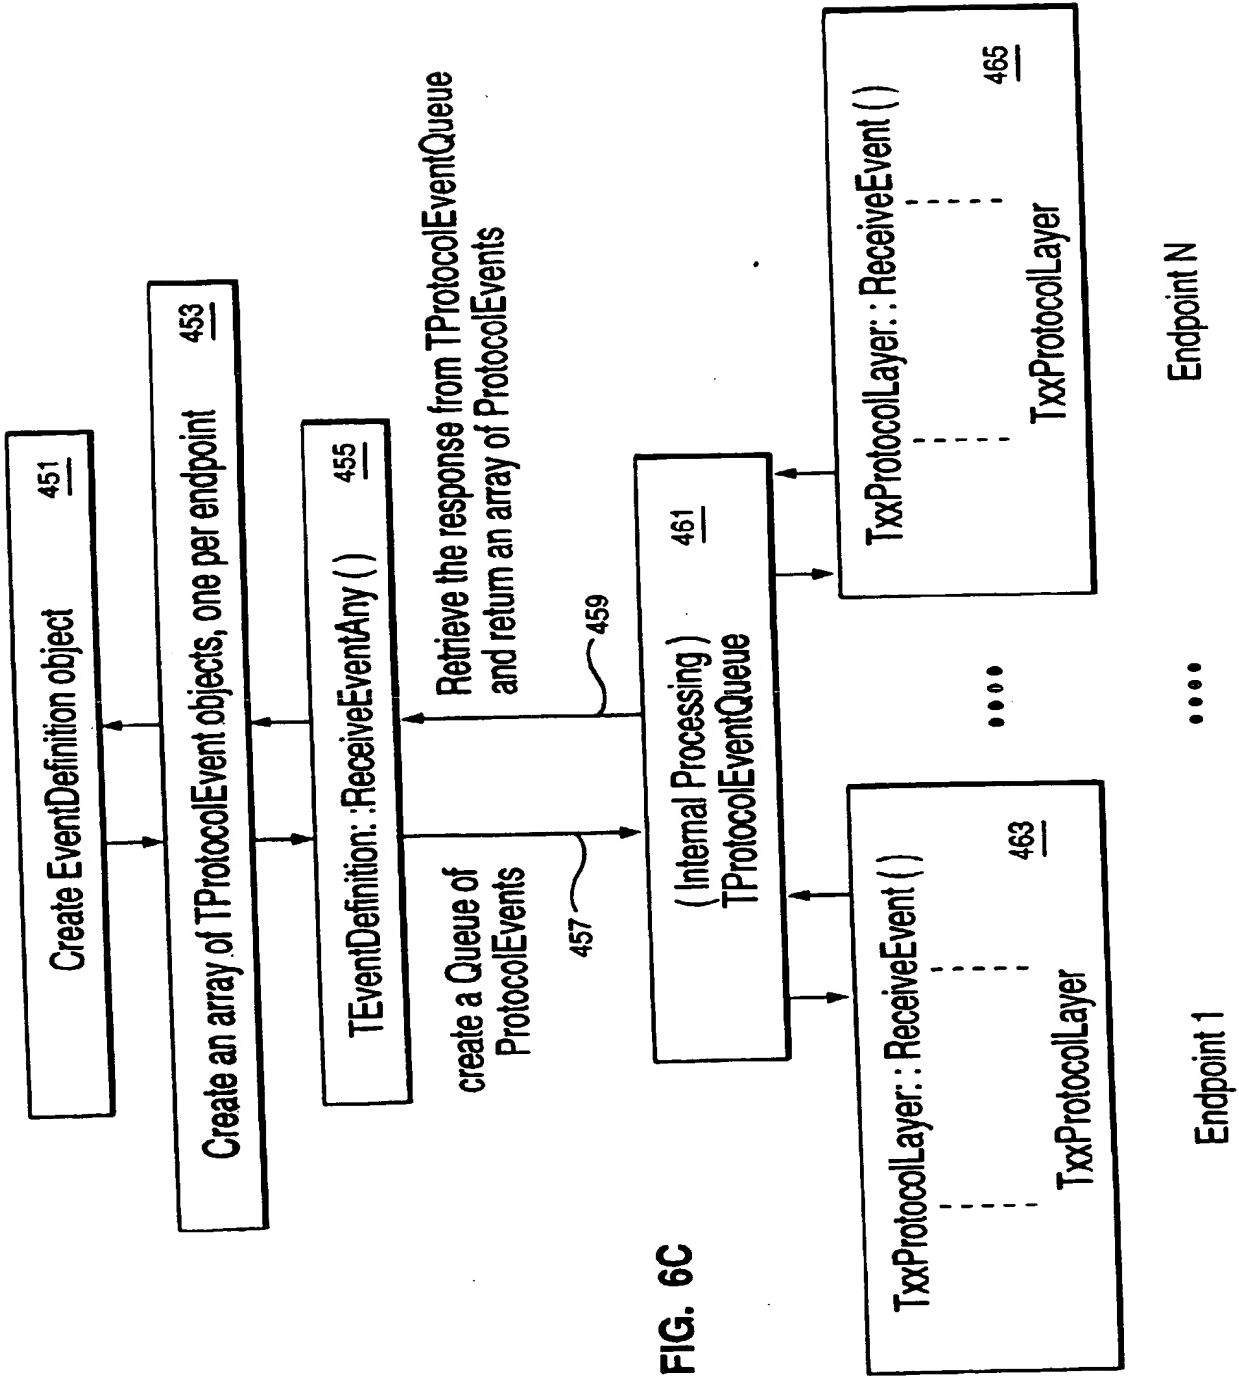 Create EventDefinition object
451
Create an array of TProtocolEvent objects, one per endpoint
453
TEventDefinition: :ReceiveEventAny ( )
455
create a Queue of
ProtocolEvents
457
Retrieve the response from TProtocolEventQueue
and return an array of ProtocolEvents
459
( Internal Processing )
TProtocolEventQueue
461
TxxProtocolLayer: : ReceiveEvent ( )
463
TxxProtocolLayer
TxxProtocolLayer: : ReceiveEvent ( )
465
TxxProtocolLayer
Endpoint 1
Endpoint N
FIG. 6C